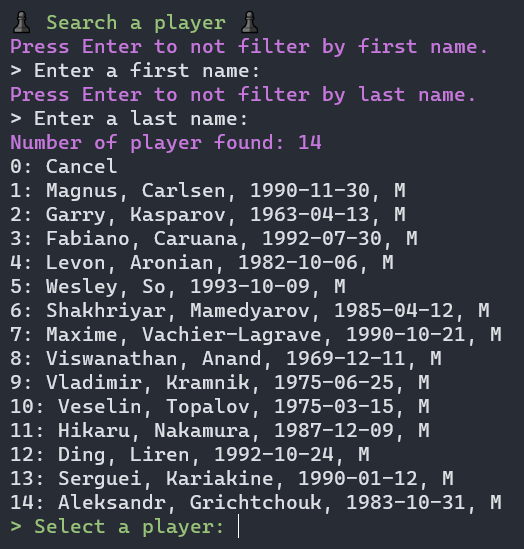 ♟ Search a player ♟
Press Enter to not filter by first name.
> Enter a first name:
Press Enter to not filter by last name.
> Enter a last name:
Number of player found: 14
0: Cancel
1: Magnus, Carlsen, 1990-11-30, M
2: Garry, Kasparov, 1963-04-13, M
3: Fabiano, Caruana, 1992-07-30, M
4: Levon, Aronian, 1982-10-06, M
5: Wesley, So, 1993-10-09, M
6: Shakhriyar, Mamedyarov, 1985-04-12, M
7: Maxime, Vachier-Lagrave, 1990-10-21, M
8: Viswanathan, Anand, 1969-12-11, M
9: Vladimir, Kramnik, 1975-06-25, M
10: Veselin, Topalov, 1975-03-15, M
11: Hikaru, Nakamura, 1987-12-09, M
12: Ding, Liren, 1992-10-24, M
13: Serguei, Kariakine, 1990-01-12, M
14: Aleksandr, Grichtchouk, 1983-10-31, M
> Select a player: